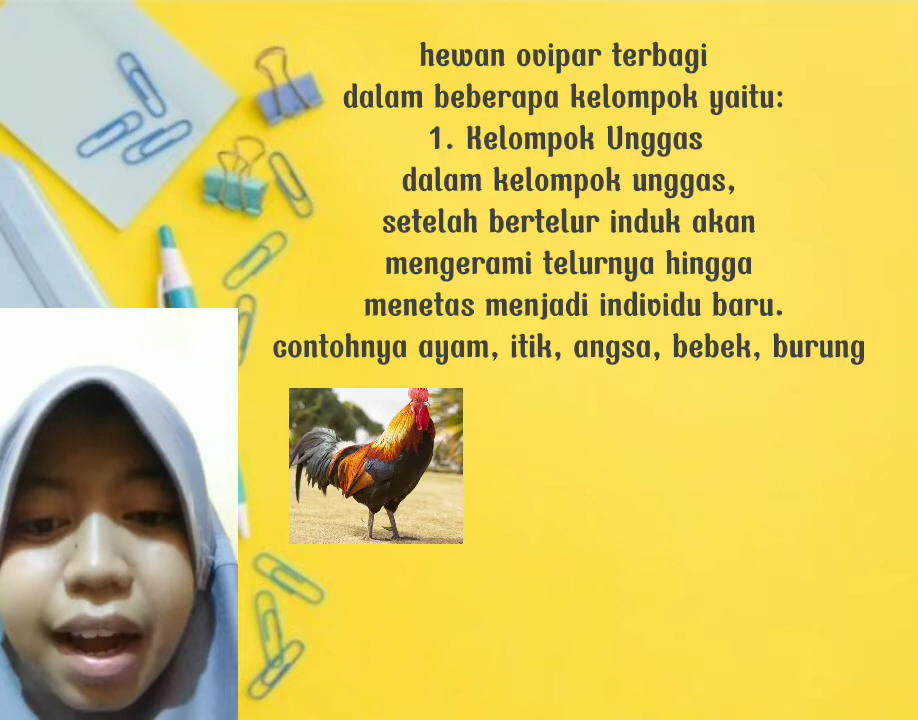 hewan ovipar terbagi
dalam beberapa kelompok yaitu:
1. Kelompok Unggas
dalam kelompok unggas,
setelah bertelur induk akan
mengerami telurnya hingga
menetas menjadi individu baru.
contohnya ayam, itik, angsa, bebek, burung